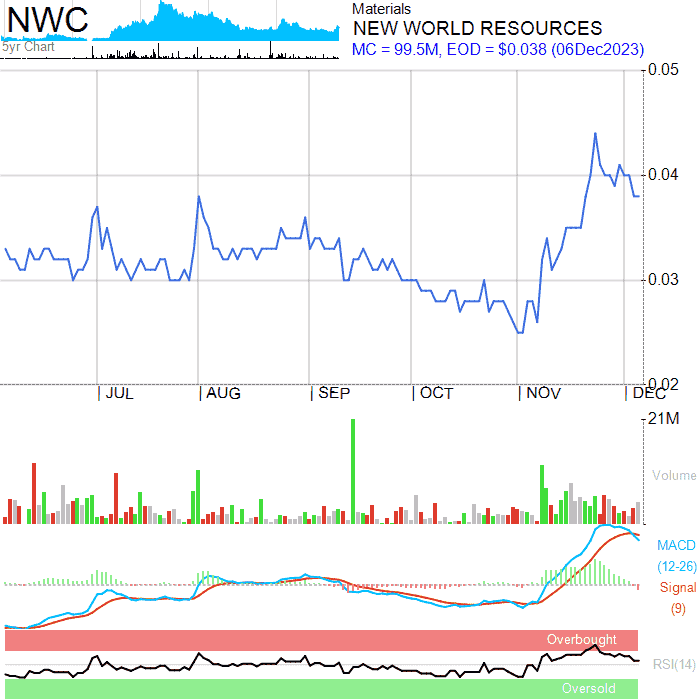 NWC
5yr Chart
Materials
NEW WORLD RESOURCES
MC = 99.5M, EOD = $0.038 (06Dec2023)
0.05
0.04
0.03
0.02
JUL AUG SEP OCT NOV DEC
21M
Volume
MACD
(12-26)
Signal
(9)
Overbought
RSI(14)
Oversold